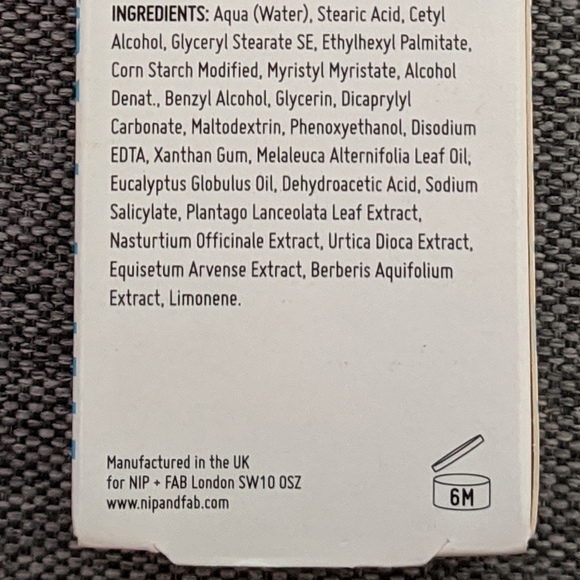 INGREDIENTS: Aqua (Water), Stearic Acid, Cetyl
Alcohol, Glyceryl Stearate SE, Ethylhexyl Palmitate,
Corn Starch Modified, Myristyl Myristate, Alcohol
Denat., Benzyl Alcohol, Glycerin, Dicaprylyl
Carbonate, Maltodextrin, Phenoxyethanol, Disodium
EDTA, Xanthan Gum, Melaleuca Alternifolia Leaf Oil,
Eucalyptus Globulus Oil, Dehydroacetic Acid, Sodium
Salicylate, Plantago Lanceolata Leaf Extract,
Nasturtium Officinale Extract, Urtica Dioca Extract,
Equisetum Arvense Extract, Berberis Aquifolium
Extract, Limonene.
Manufactured in the UK
for NIP + FAB London SW10 0SZ
www.nipandfab.com
6M